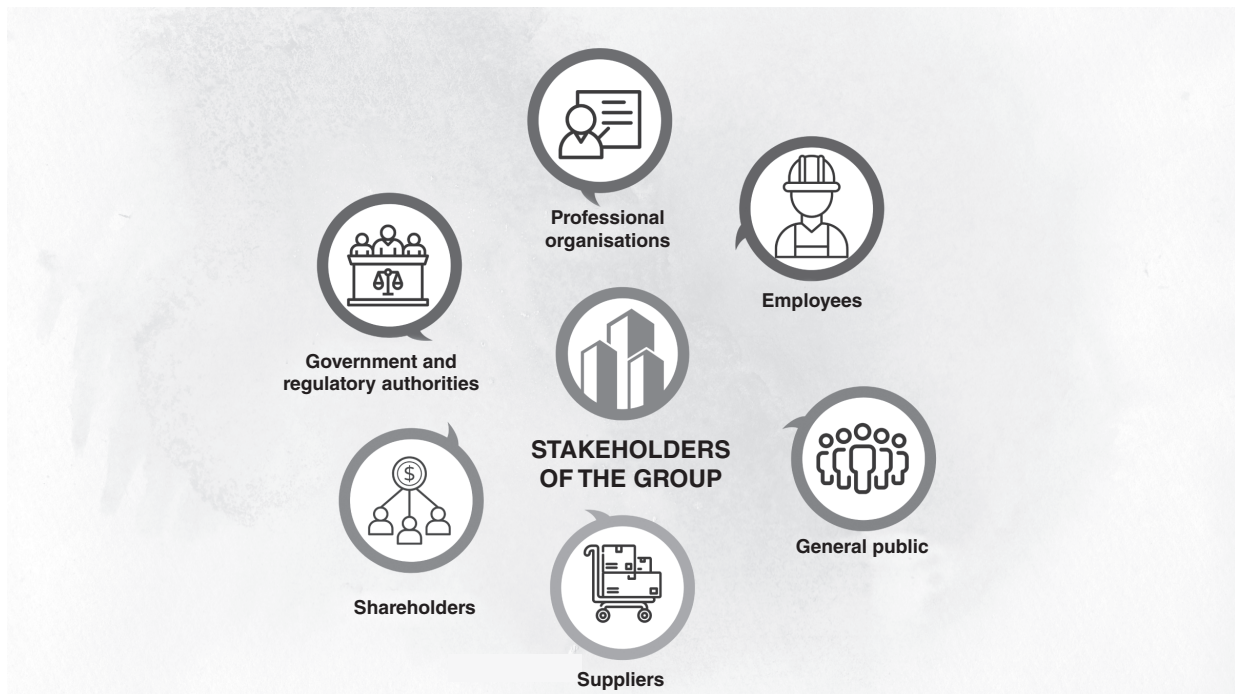 Professional
organisations
Employees
Government and
regulatory authorities
STAKEHOLDERS
OF THE GROUP
General public
Shareholders
Suppliers
$